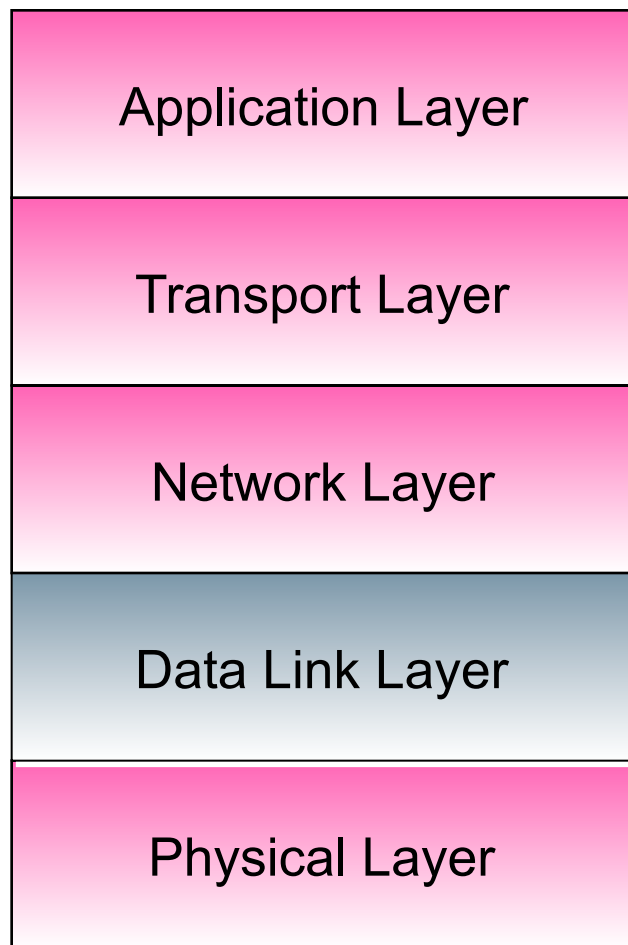 Application Layer
Transport Layer
Network Layer
Data Link Layer
Physical Layer